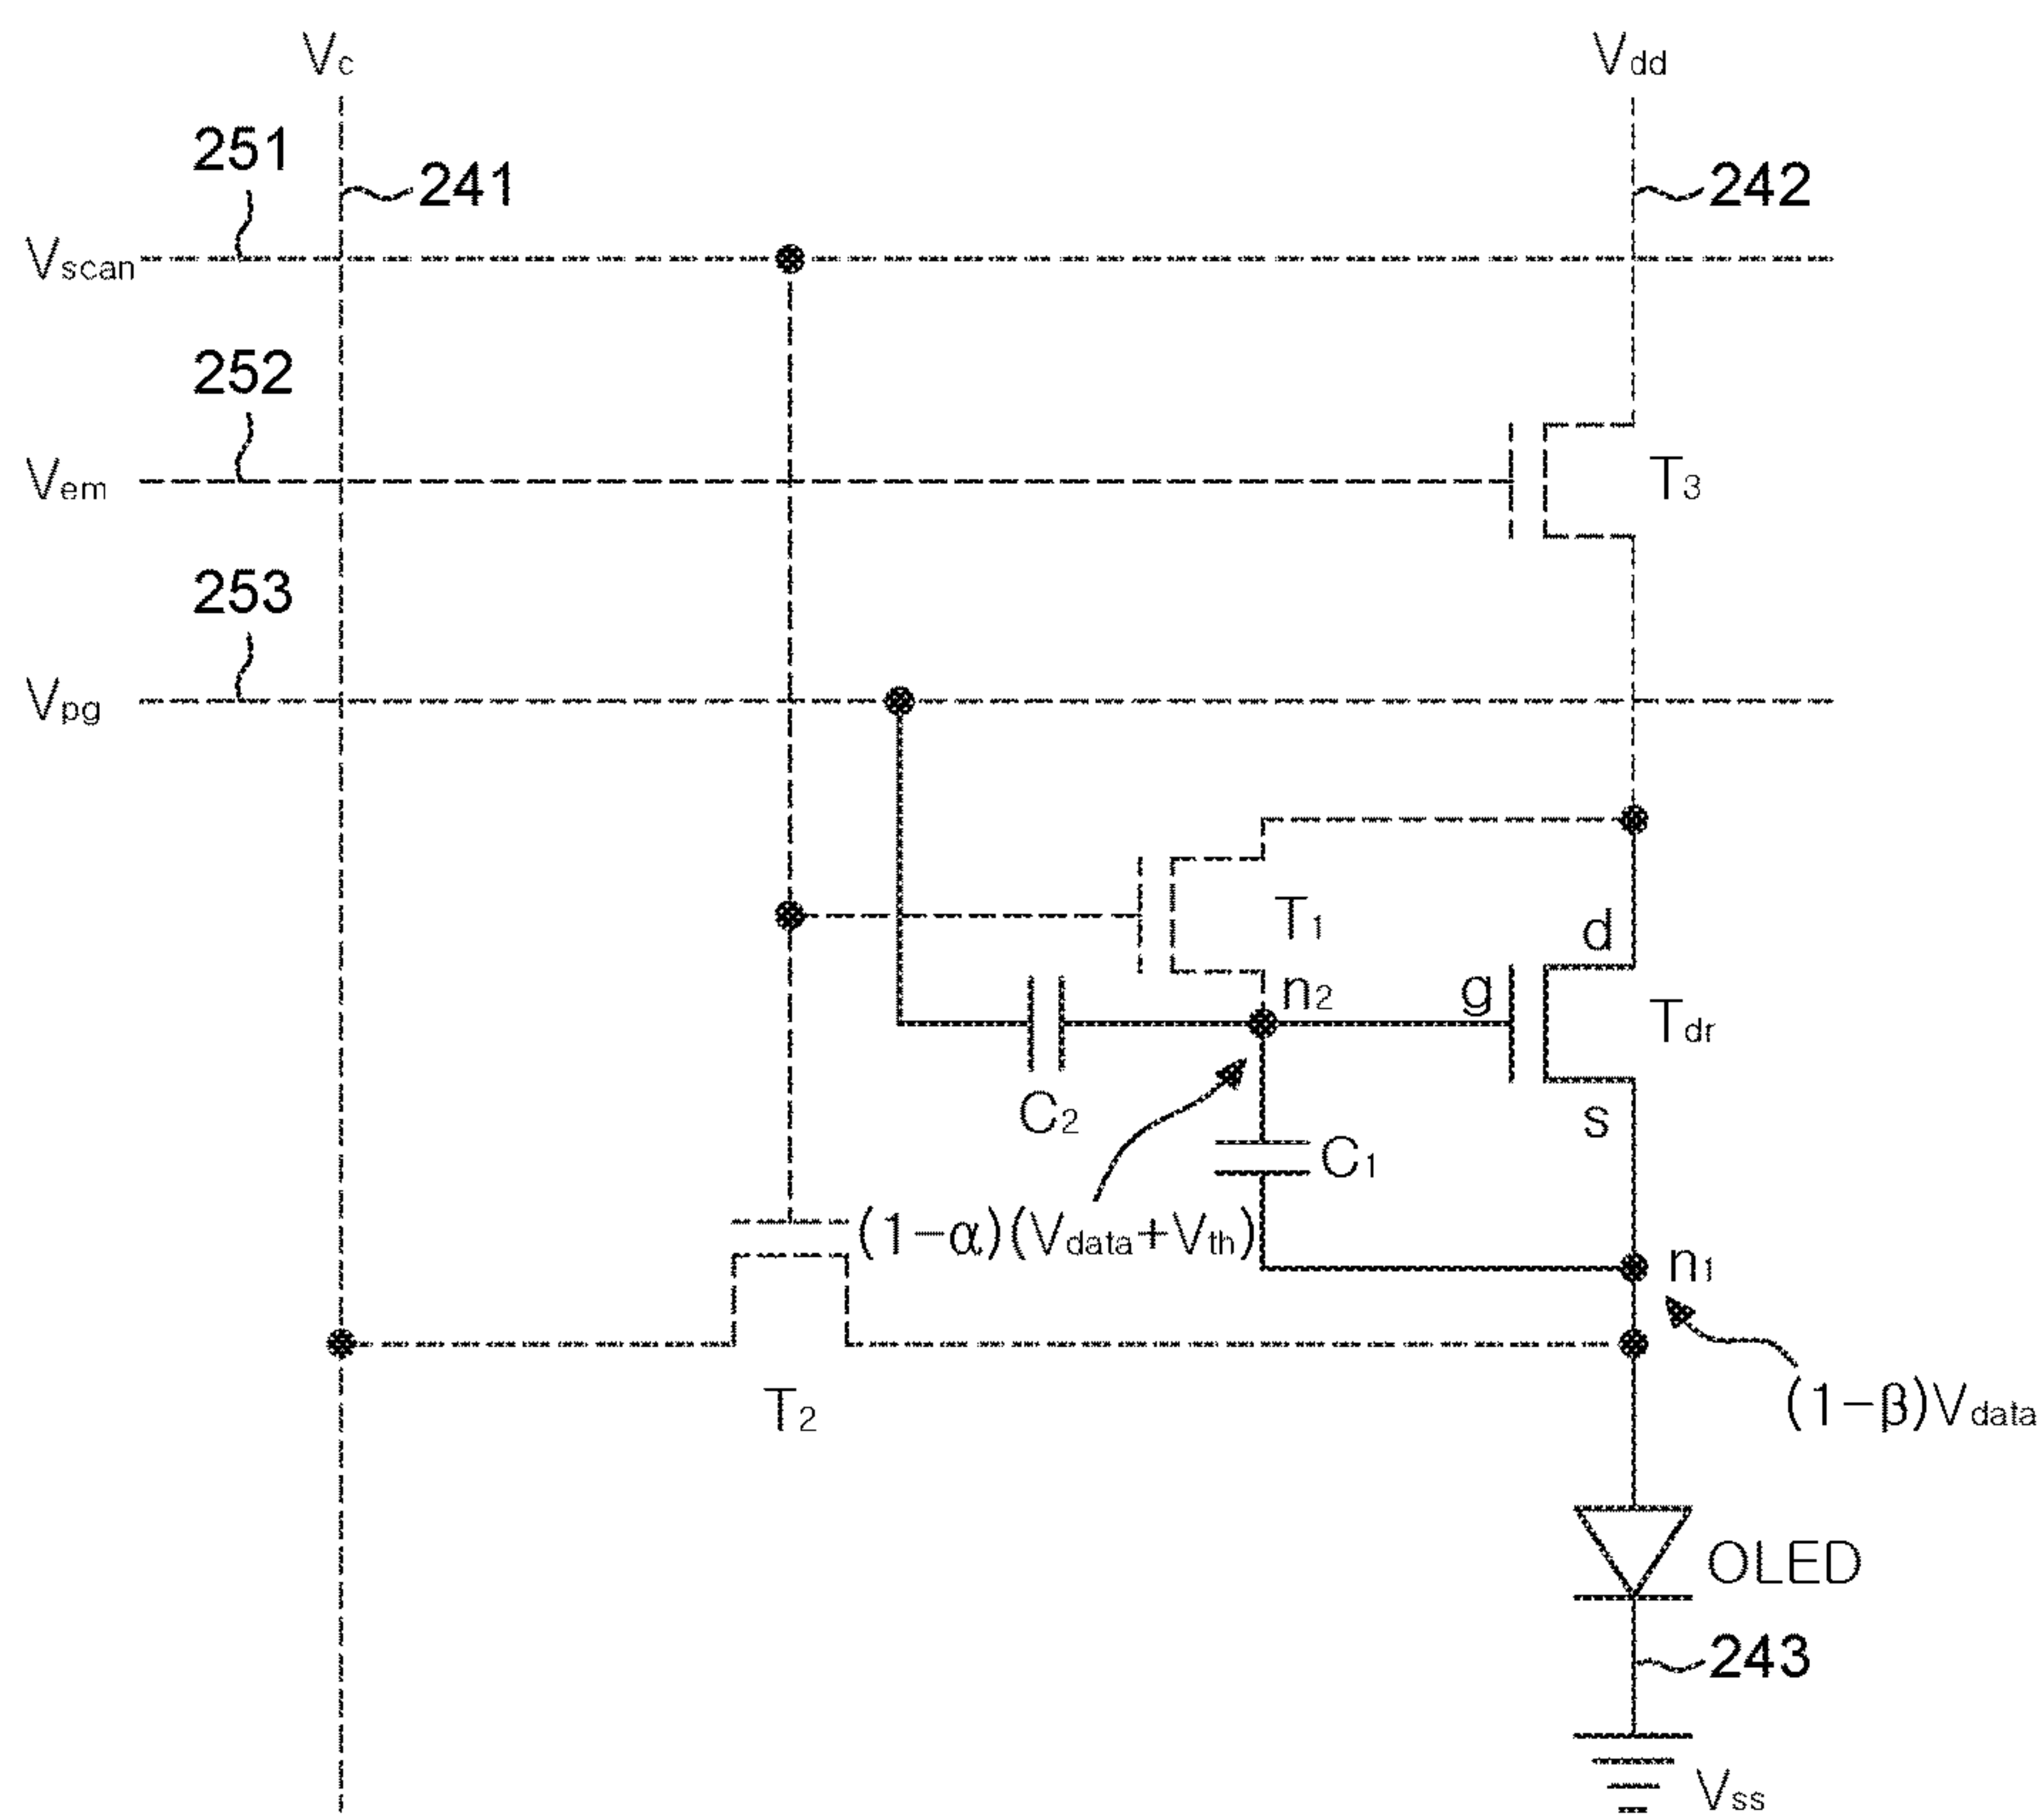 Vc
Vdd
251
241
242
Vscan
252
Vem
T3
253
Vpg
T1
d
n2
g
Tdr
C2
s
C1
(1-α)(Vdata+Vth)
n1
T2
(1-β)Vdata
OLED
243
Vss